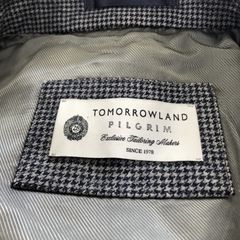 TOMORROWLAND
PILGRIM
Exclusive Tailoring Makers
SINCE 1978